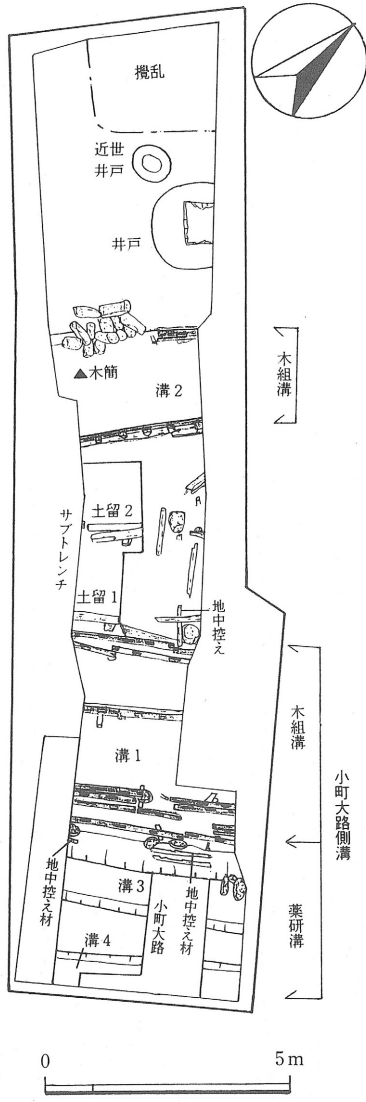 攪乱
近世
井戸
井戸
木簡
木組溝
溝2
サブトレンチ
土留2
土留1
地中控え
木組溝
溝1
小町大路側溝
地中控え材
溝3
地中控え材
小町大路
薬研溝
溝4
0
5m